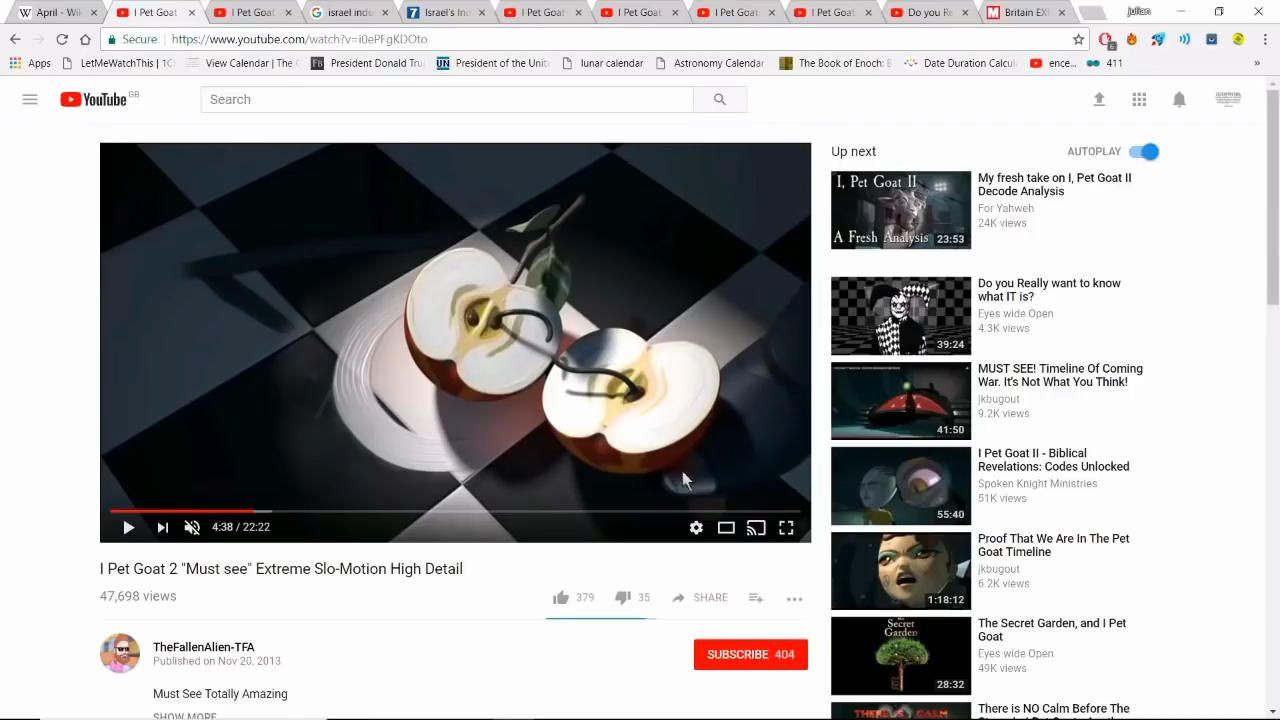 April - Wiki
I Pet Goat
I Pet Goat
israel inde
Israel's Ins
I Pet Goat
I Pet Goat
I Pet Goat
I Pet Goat
Do you Re
Britain EX
Secure
https://www.youtube.com/watch?v=i0ePFgKDOto
Apps
LetMeWatchThis | 1C
View Calendar | The C
President Donald Tru
President of the Unit
lunar calendar
Astronomy Calendar
The Book of Enoch: B
Date Duration Calcul
ence...
411
»
YouTube GB
Search
Up next
AUTOPLAY
I, Pet Goat II
A Fresh Analysis
23:53
My fresh take on I, Pet Goat II
Decode Analysis
For Yahweh
24K views
39:24
Do you Really want to know
what IT is?
Eyes wide Open
4.3K views
41:50
MUST SEE! Timeline Of Coming
War. It's Not What You Think!
jkbugout
9.2K views
55:40
I Pet Goat II - Biblical
Revelations: Codes Unlocked
Spoken Knight Ministries
51K views
1:18:12
Proof That We Are In The Pet
Goat Timeline
jkbugout
6.2K views
Secret
Garden
28:32
The Secret Garden, and I Pet
Goat
Eyes wide Open
49K views
THERE IS CALM
There is NO Calm Before The
4:38 / 22:22
I Pet Goat 2 "Must see" Extreme Slo-Motion High Detail
47,698 views
379
35
SHARE
TFA
Published on Nov 20,
SUBSCRIBE 404
Must See Totally
SHOW MORE